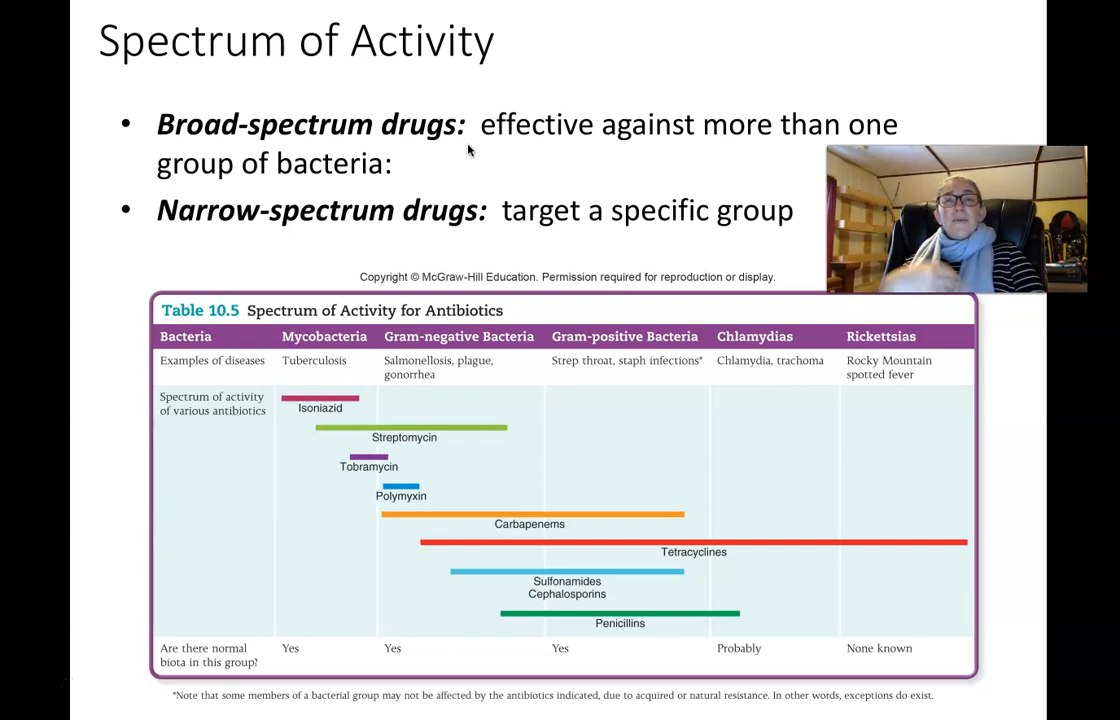 Spectrum of Activity
• Broad-spectrum drugs: effective against more than one
group of bacteria:
• Narrow-spectrum drugs: target a specific group
Copyright © McGraw-Hill Education. Permission required for reproduction or display.
Table 10.5 Spectrum of Activity for Antibiotics
Bacteria Mycobacteria Gram-negative Bacteria Gram-positive Bacteria Chlamydias Rickettsias
Examples of diseases Tuberculosis Salmonellosis, plague, Strep throat, staph infections* Chlamydia, trachoma Rocky Mountain
gonorrhea spotted fever
Spectrum of activity
of various antibiotics
Isoniazid
Streptomycin
Tobramycin
Polymyxin
Carbapenems
Tetracyclines
Sulfonamides
Cephalosporins
Penicillins
Are there normal Yes Yes Yes Probably None known
biota in this group?
*Note that some members of a bacterial group may not be affected by the antibiotics indicated, due to acquired or natural resistance. In other words, exceptions do exist.